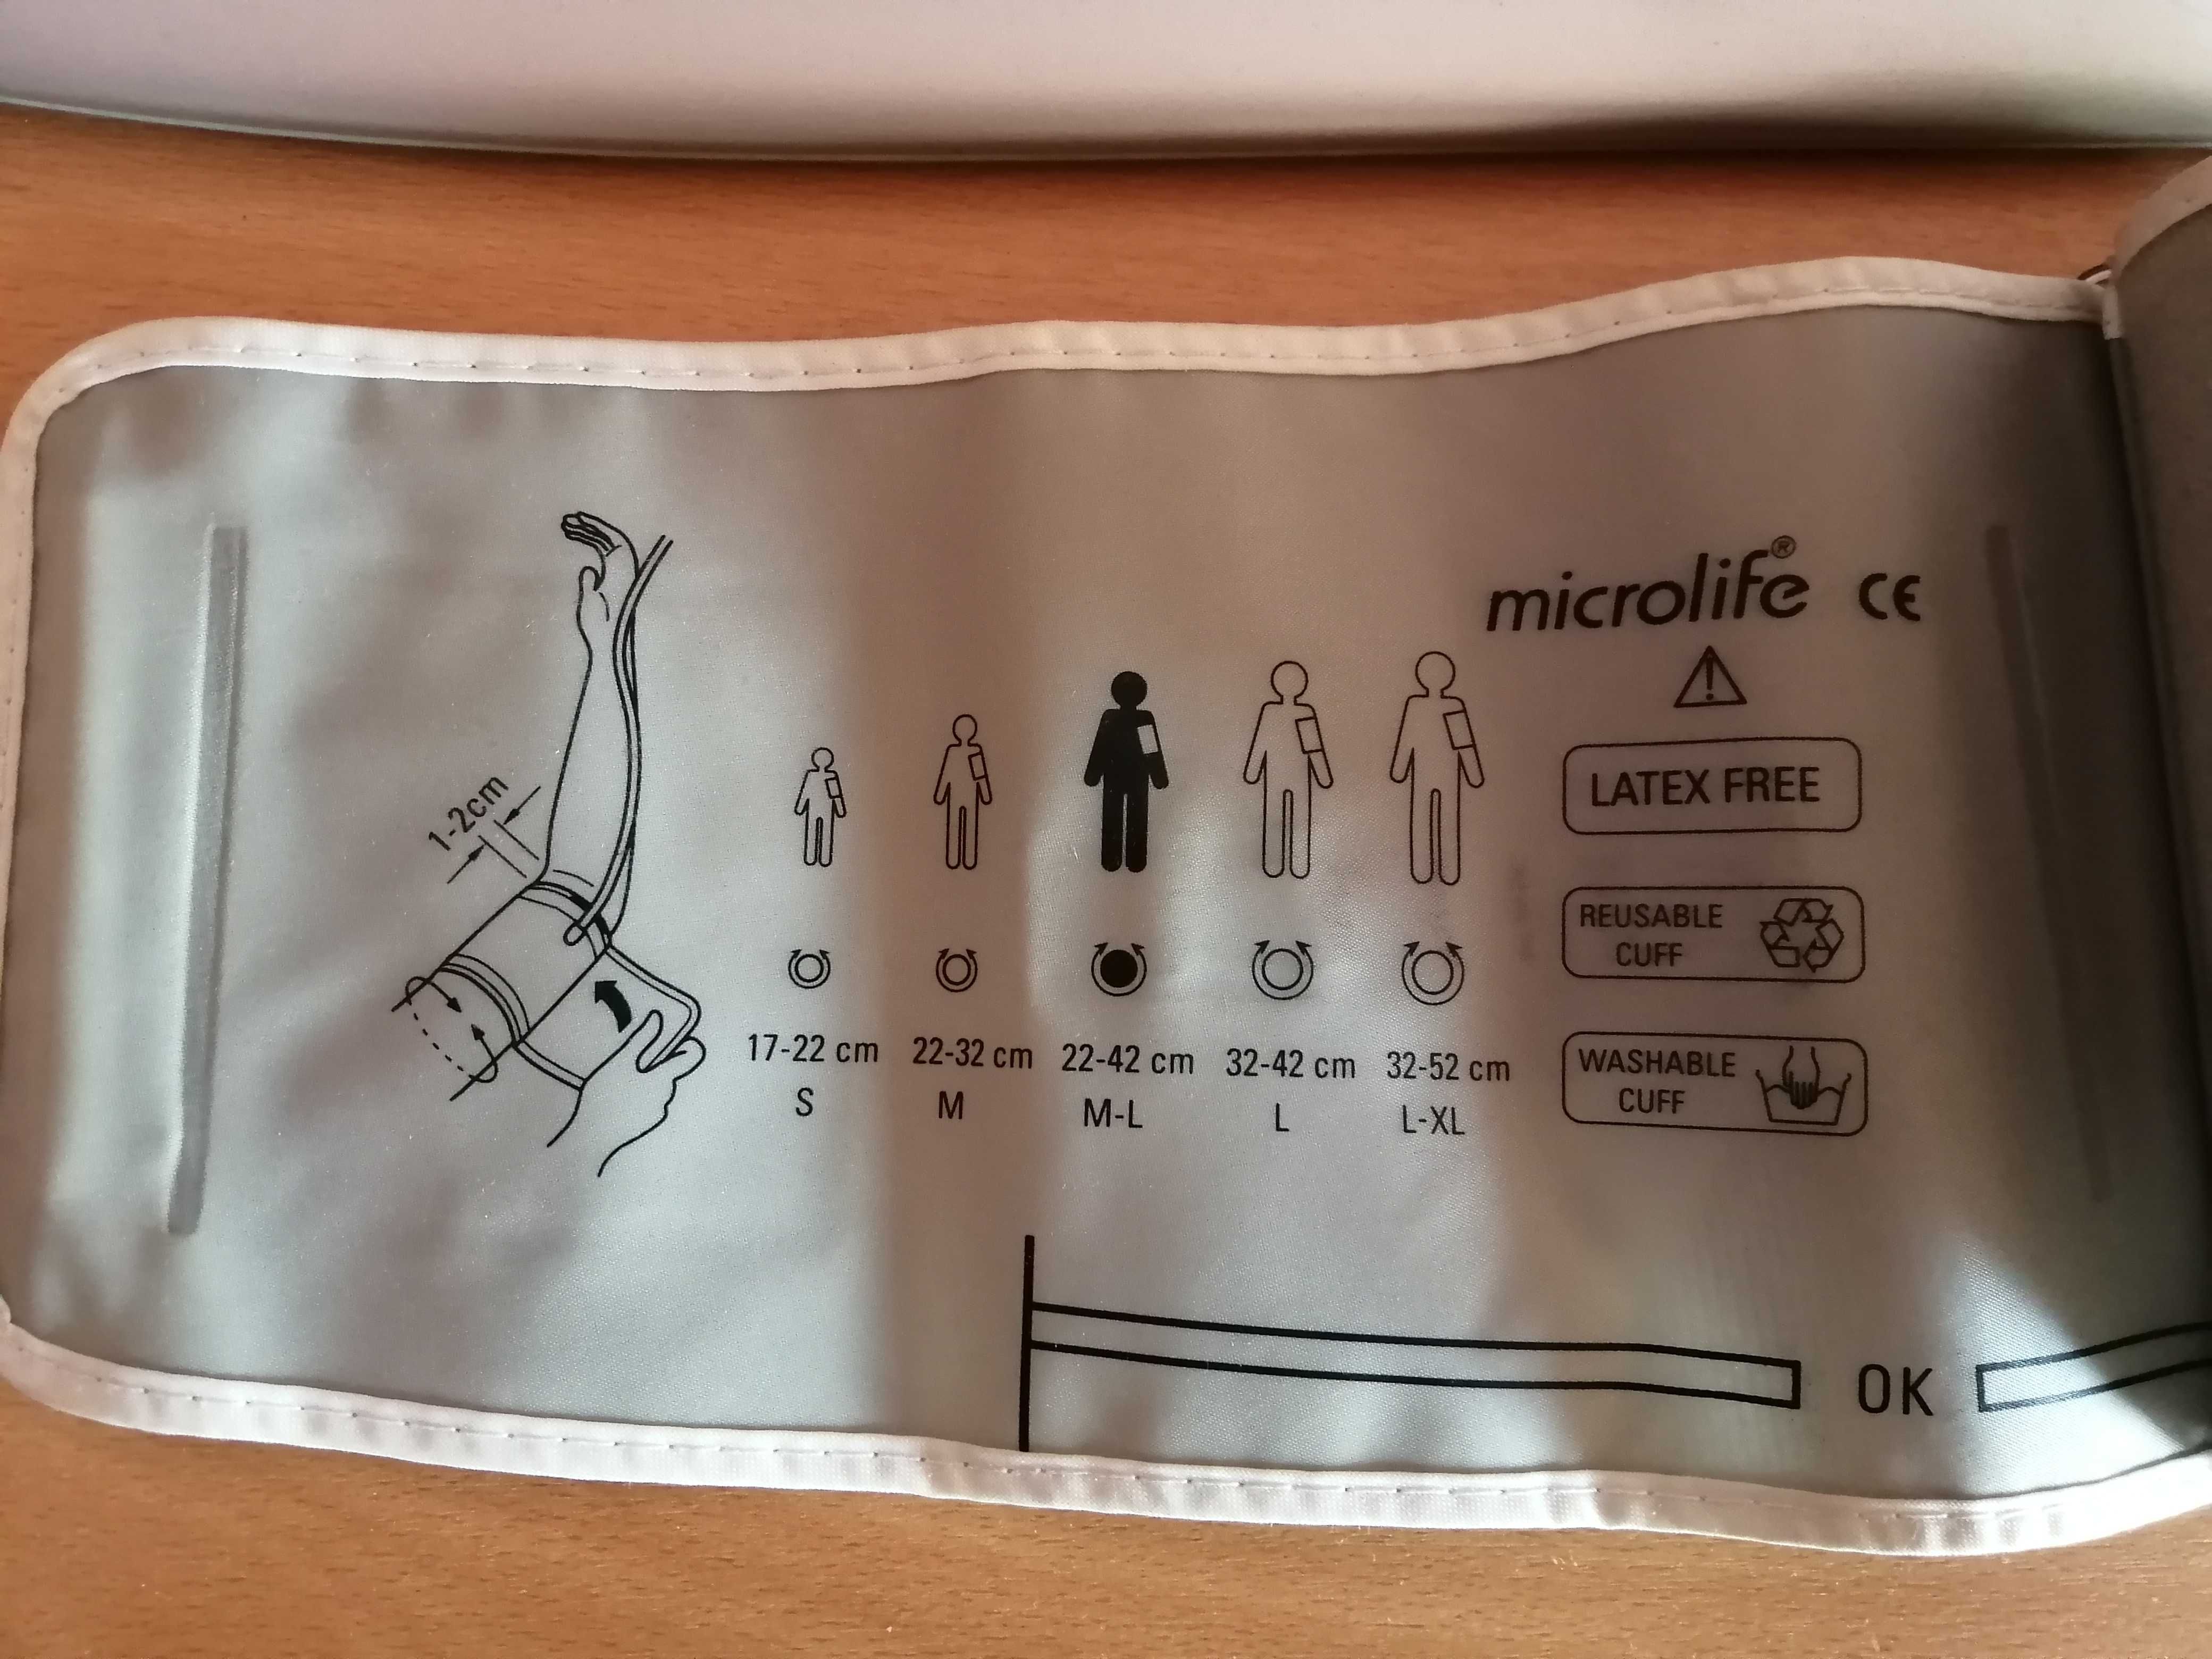 microlife® CE
1-2cm
LATEX FREE
REUSABLE
CUFF
17-22 cm 22-32 cm 22-42 cm 32-42 cm 32-52 cm
S M M-L L L-XL
WASHABLE
CUFF
OK